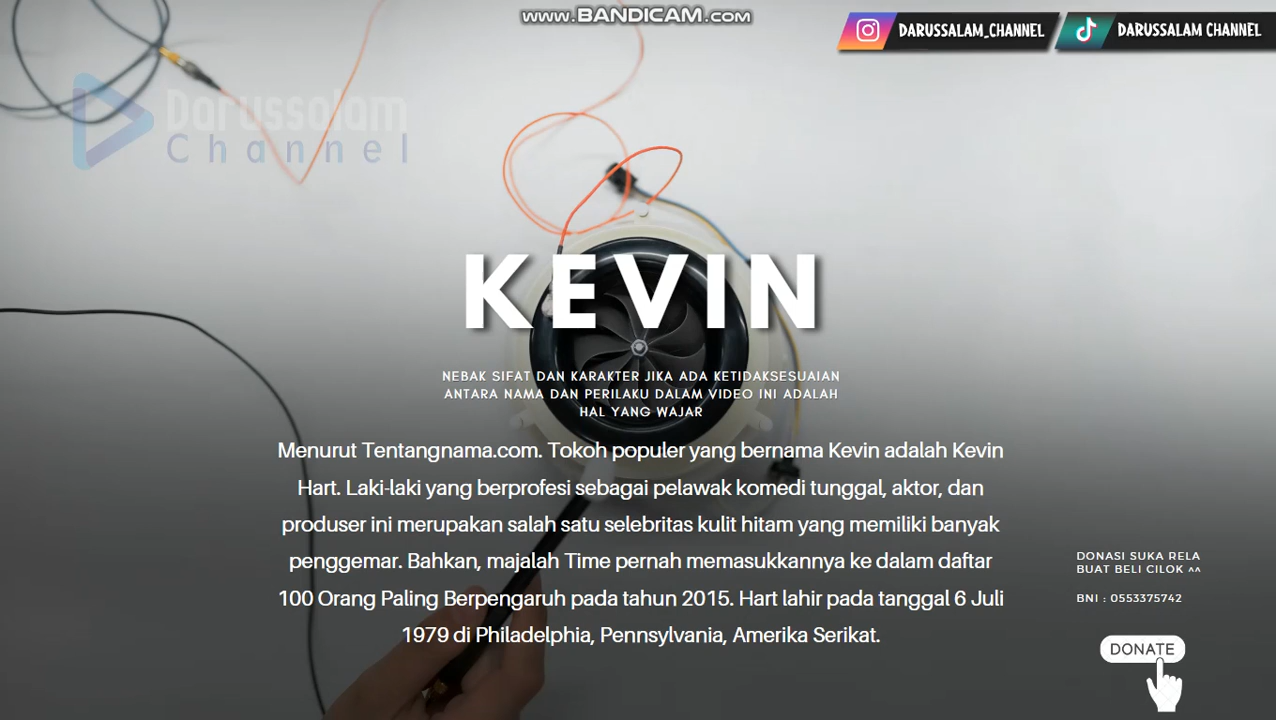 www.BANDICAM.com
DARUSSALAM_CHANNEL
DARUSSALAM CHANNEL
Darussalam
Channel
KEVIN
NEBAK SIFAT DAN KARAKTER JIKA ADA KETIDAKSESUAIAN
ANTARA NAMA DAN PERILAKU DALAM VIDEO INI ADALAH
HAL YANG WAJAR
Menurut Tentangnama.com. Tokoh populer yang bernama Kevin adalah Kevin
Hart. Laki-laki yang berprofesi sebagai pelawak komedi tunggal, aktor, dan
produser ini merupakan salah satu selebritas kulit hitam yang memiliki banyak
penggemar. Bahkan, majalah Time pernah memasukkannya ke dalam daftar
100 Orang Paling Berpengaruh pada tahun 2015. Hart lahir pada tanggal 6 Juli
1979 di Philadelphia, Pennsylvania, Amerika Serikat.
DONASI SUKA RELA
BUAT BELI CILOK ^^
BNI : 0553375742
DONATE